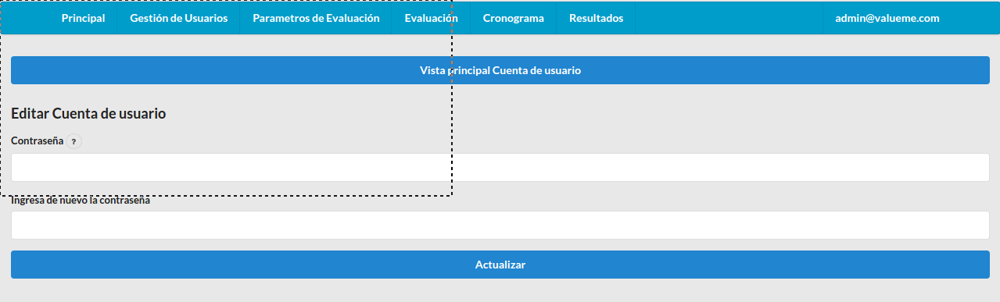 Principal Gestión de Usuarios Parametros de Evaluación Evaluación Cronograma Resultados admin@valueme.com
Vista principal Cuenta de usuario
Editar Cuenta de usuario
Contraseña ?
Ingresa de nuevo la contraseña
Actualizar